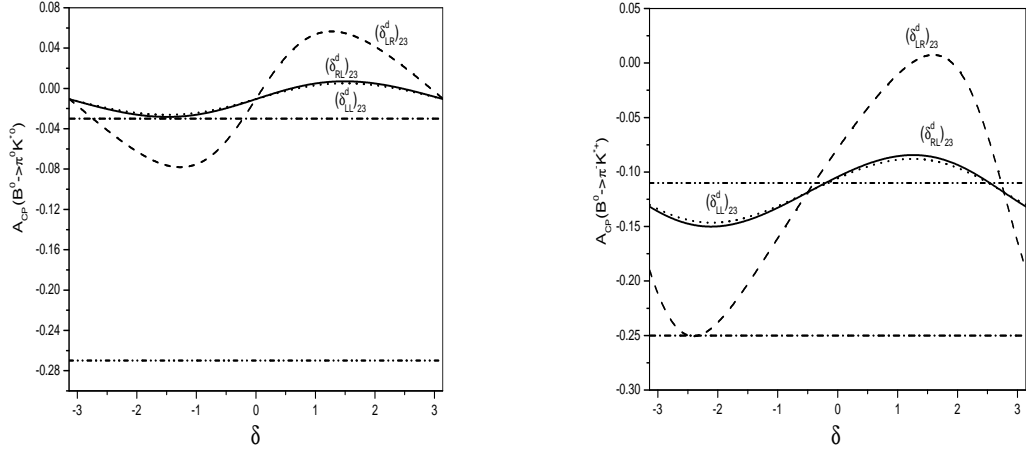 0.08
0.04
0.00
-0.04
-0.08
-0.12
-0.16
-0.20
-0.24
-0.28
A_CP(B^0->π^0K^*0)
(δ^d_LR)_23
(δ^d_RL)_23
(δ^d_LL)_23
-3 -2 -1 0 1 2 3
δ
0.05
0.00
-0.05
-0.10
-0.15
-0.20
-0.25
-0.30
A_CP(B^0->π^-K^*+)
(δ^d_LR)_23
(δ^d_RL)_23
(δ^d_LL)_23
-3 -2 -1 0 1 2 3
δ